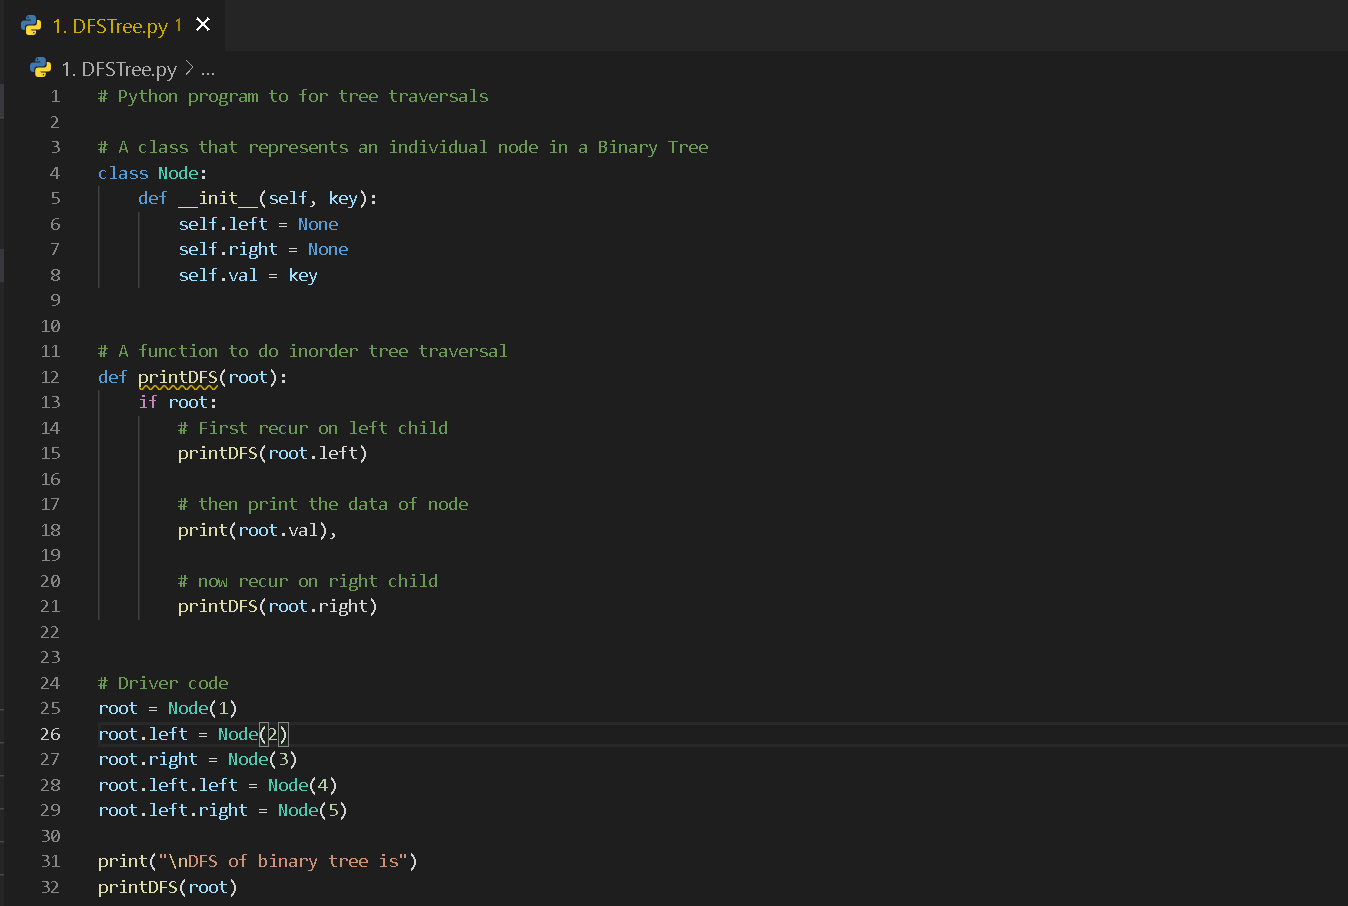 1. DFSTree.py 1 ×
1. DFSTree.py > ...
1 # Python program to for tree traversals
2
3 # A class that represents an individual node in a Binary Tree
4 class Node:
5     def __init__(self, key):
6         self.left = None
7         self.right = None
8         self.val = key
9
10
11 # A function to do inorder tree traversal
12 def printDFS(root):
13     if root:
14         # First recur on left child
15         printDFS(root.left)
16
17         # then print the data of node
18         print(root.val),
19
20         # now recur on right child
21         printDFS(root.right)
22
23
24 # Driver code
25 root = Node(1)
26 root.left = Node(2)
27 root.right = Node(3)
28 root.left.left = Node(4)
29 root.left.right = Node(5)
30
31 print("\nDFS of binary tree is")
32 printDFS(root)